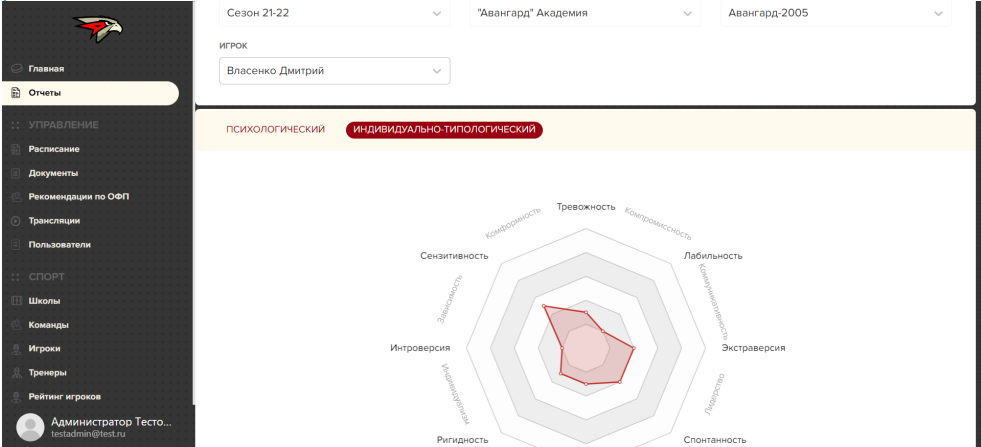 Сезон 21-22
"Авангард" Академия
Авангард-2005
ИГРОК
Власенко Дмитрий
Главная
Отчеты
УПРАВЛЕНИЕ
Расписание
Документы
Рекомендации по ОФП
Трансляции
Пользователи
СПОРТ
Школы
Команды
Игроки
Тренеры
Рейтинг игроков
Администратор Тесто...
testadmin@test.ru
ПСИХОЛОГИЧЕСКИЙ
ИНДИВИДУАЛЬНО-ТИПОЛОГИЧЕСКИЙ
Тревожность
Конформность
Компромиссность
Сензитивность
Лабильность
Зависимость
Коммуникативность
Интроверсия
Экстраверсия
Индивидуализм
Лидерство
Ригидность
Спонтанность